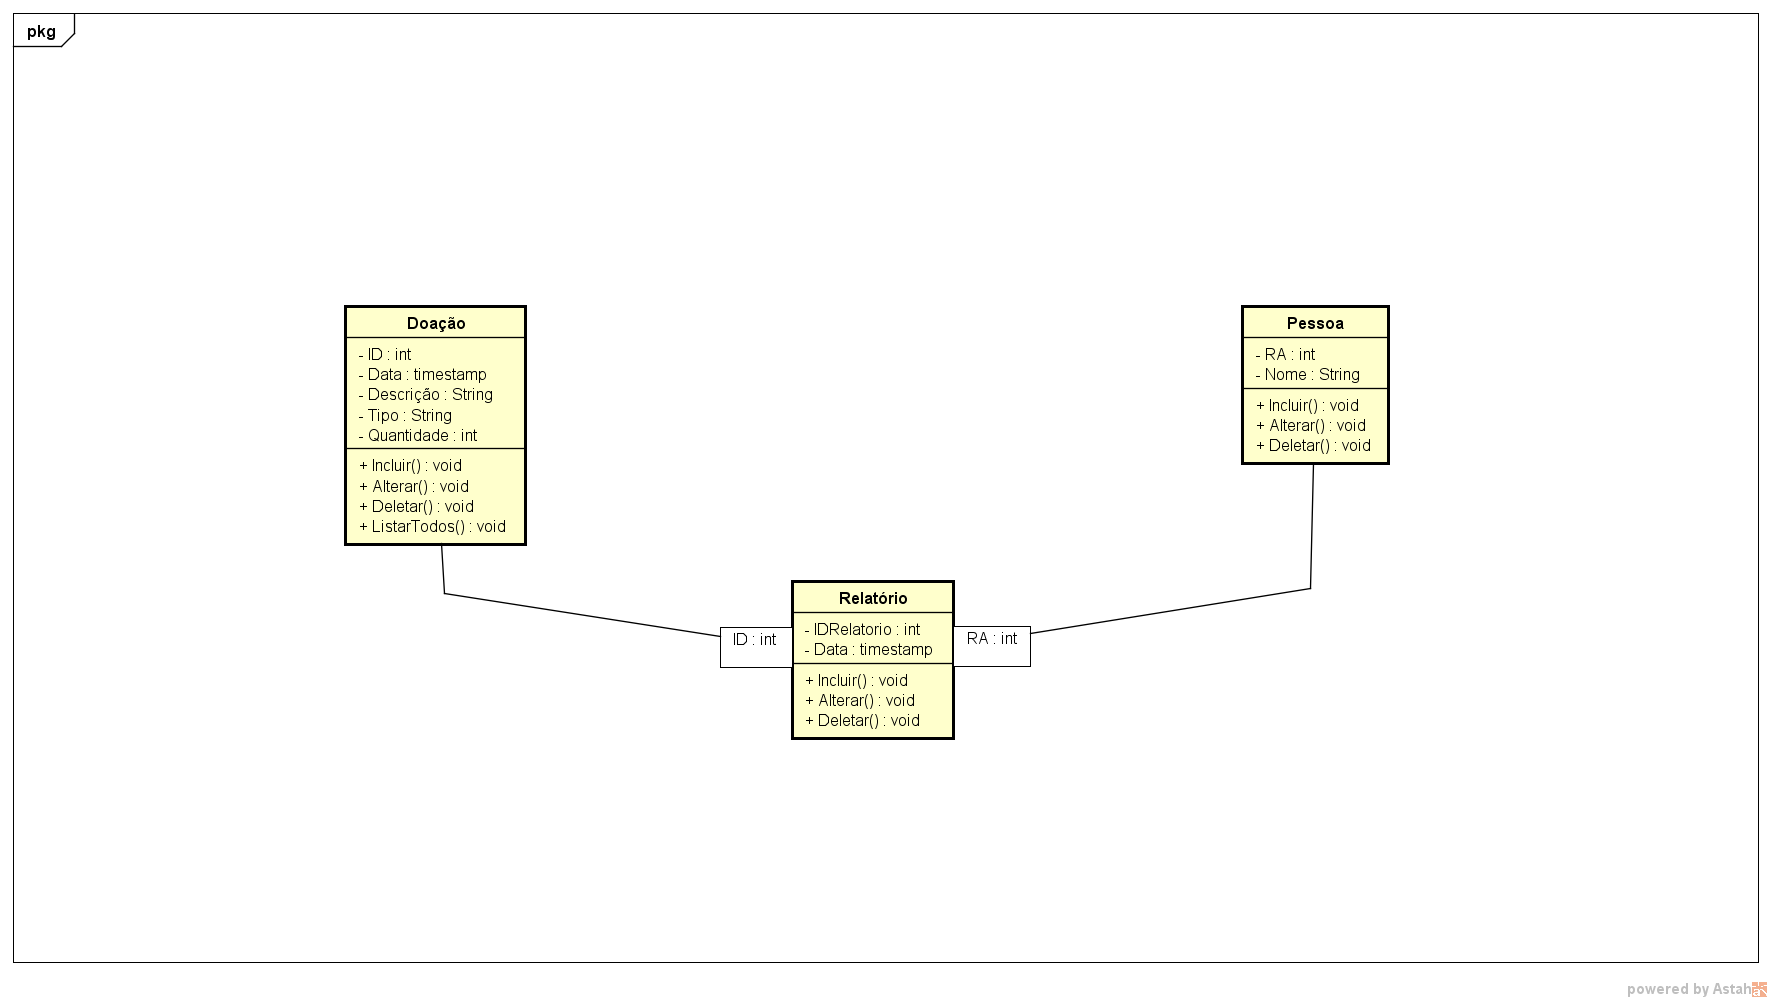 pkg
Doação
- ID : int
- Data : timestamp
- Descrição : String
- Tipo : String
- Quantidade : int
+ Incluir() : void
+ Alterar() : void
+ Deletar() : void
+ ListarTodos() : void
Pessoa
- RA : int
- Nome : String
+ Incluir() : void
+ Alterar() : void
+ Deletar() : void
ID : int
Relatório
- IDRelatorio : int
- Data : timestamp
+ Incluir() : void
+ Alterar() : void
+ Deletar() : void
RA : int
powered by Astah